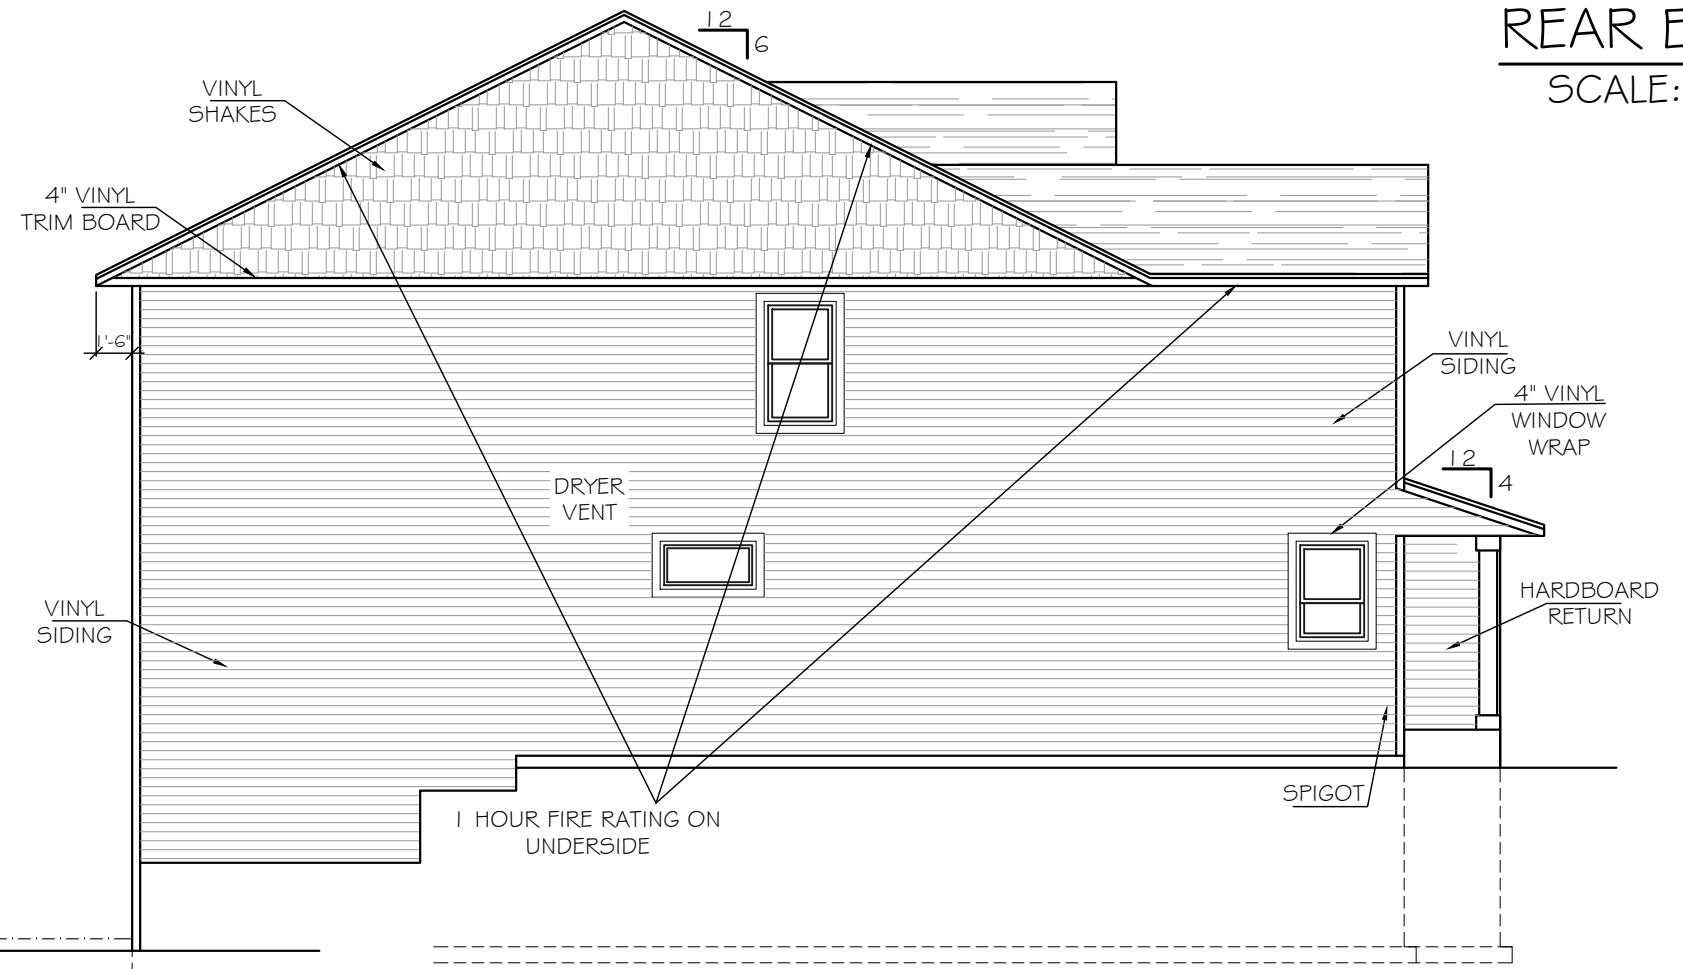 12
6
REAR E
SCALE:
VINYL
SHAKES
4" VINYL
TRIM BOARD
1'-6"
VINYL
SIDING
4" VINYL
WINDOW
WRAP
12
4
DRYER
VENT
HARDBOARD
RETURN
VINYL
SIDING
SPIGOT
1 HOUR FIRE RATING ON
UNDERSIDE